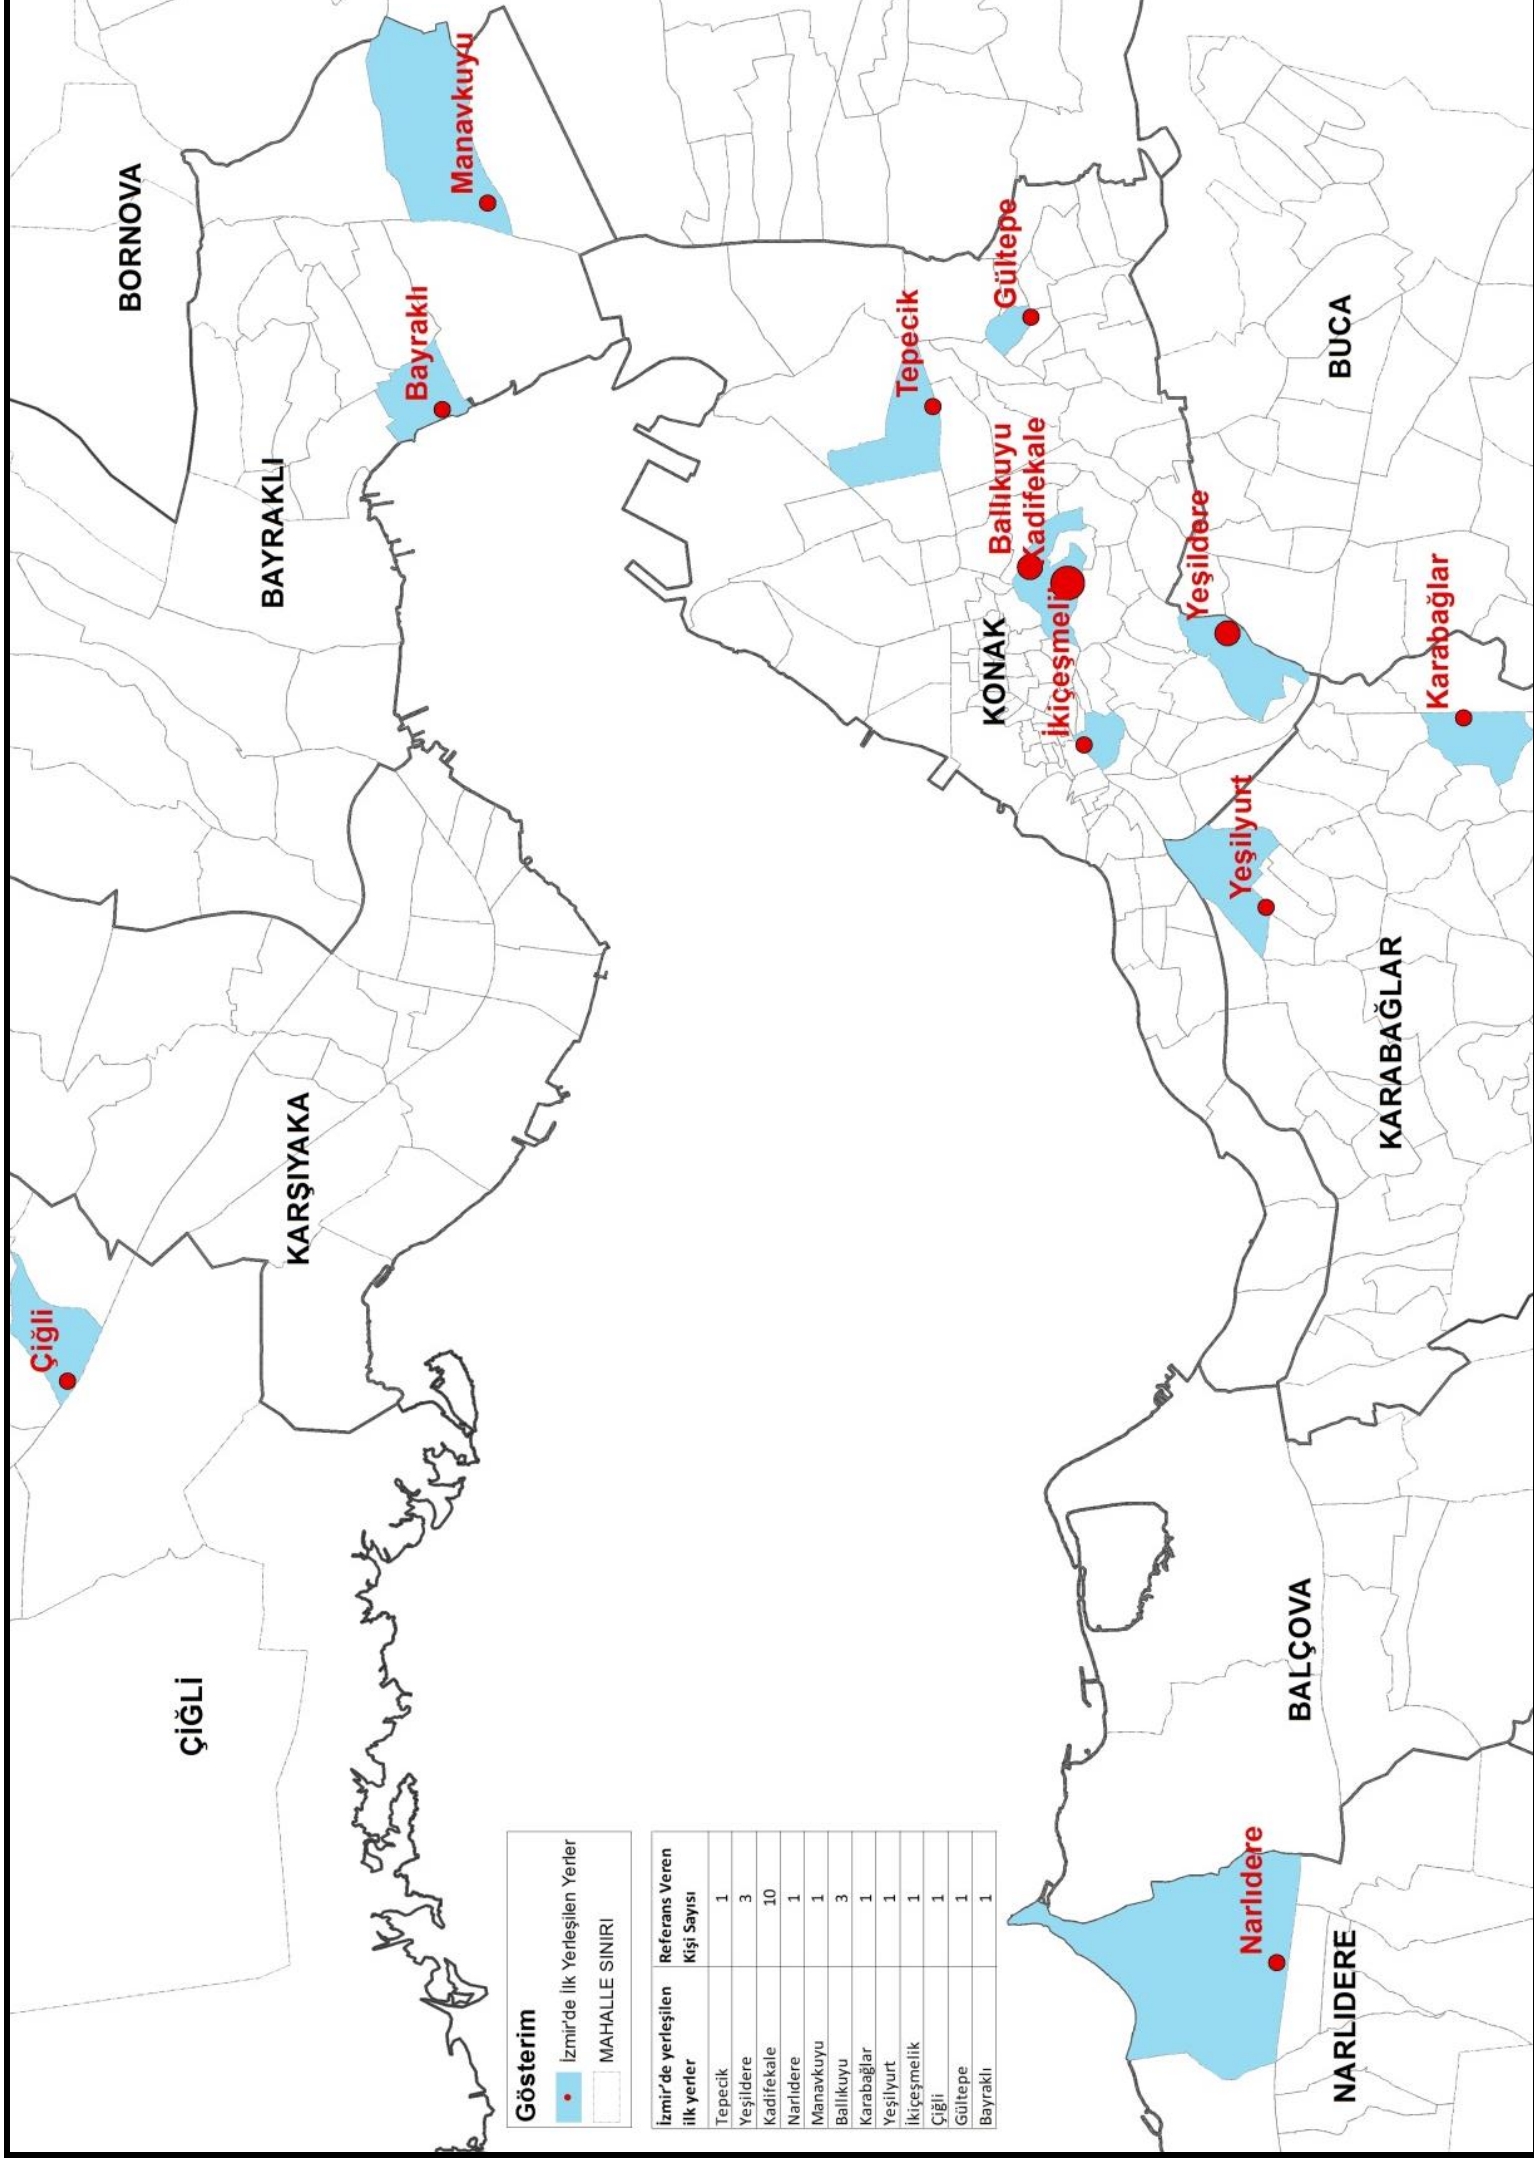 ÇİĞLİ
Çiğli
KARŞIYAKA
BAYRAKLI
Bayraklı
BORNOVA
Manavkuyu
Tepecik
Gültepe
Ballıkuyu
Kadifekale
KONAK
İkiçeşmelik
Yeşildere
BUCA
Karabağlar
Yeşilyurt
KARABAĞLAR
BALÇOVA
Narlıdere
NARLIDERE
Gösterim
İzmir'de İlk Yerleşilen Yerler
MAHALLE SINIRI
İzmir'de yerleşilen Referans Veren
ilk yerler Kişi Sayısı
Tepecik 1
Yeşildere 3
Kadifekale 10
Narlıdere 1
Manavkuyu 1
Ballıkuyu 3
Karabağlar 1
Yeşilyurt 1
İkiçeşmelik 1
Çiğli 1
Gültepe 1
Bayraklı 1